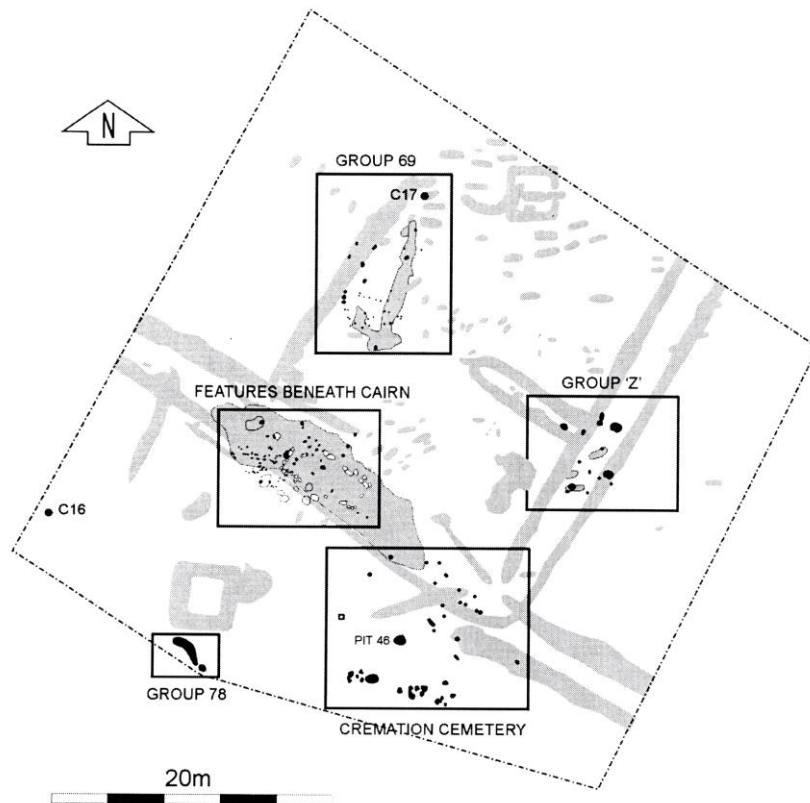 N
GROUP 69
C17
FEATURES BENEATH CAIRN
GROUP 'Z'
C16
PIT 46
GROUP 78
CREMATION CEMETERY
20m